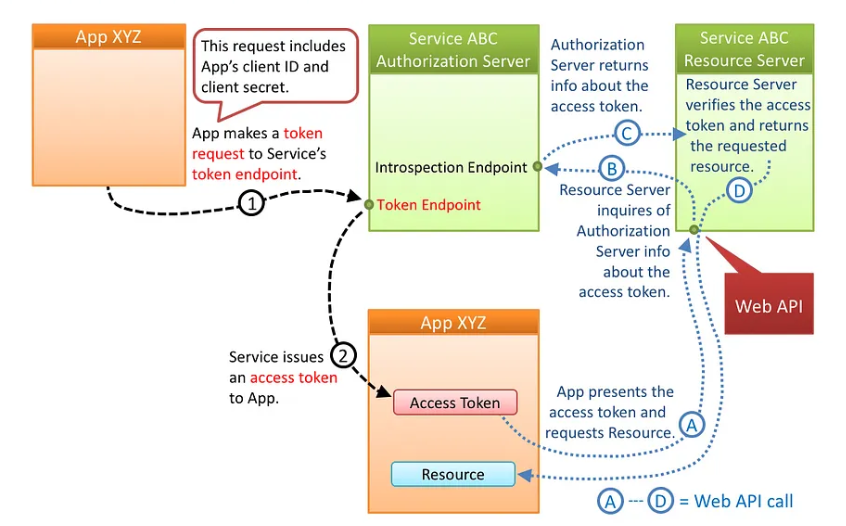 App XYZ
This request includes
App's client ID and
client secret.
App makes a token
request to Service's
token endpoint.
1
Service ABC
Authorization Server
Introspection Endpoint
Token Endpoint
Authorization
Server returns
info about the
access token.
C
B
Resource Server
inquires of
Authorization
Server info
about the
access token.
Service ABC
Resource Server
Resource Server
verifies the access
token and returns
the requested
resource.
D
Web API
2
Service issues
an access token
to App.
App XYZ
Access Token
Resource
App presents the
access token and
requests Resource.
A
A --- D = Web API call